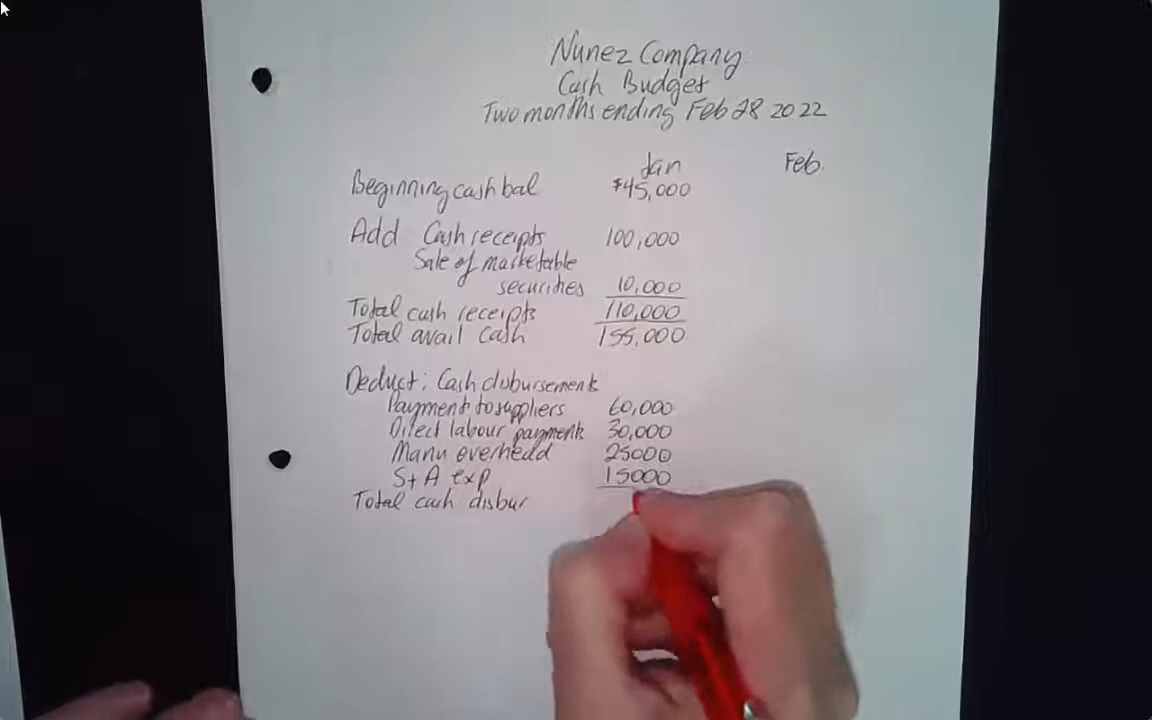 Nunez Company
Cash Budget
Two months ending Feb 28 2022
Jan Feb.
Beginning cash bal $45,000
Add Cash receipts 100,000
Sale of marketable
securities 10,000
Total cash receipts 110,000
Total avail cash 155,000
Deduct: Cash disbursements
Payment to suppliers 60,000
Direct labour payments 30,000
Manu overhead 25000
S+A exp 15000
Total cash disbur